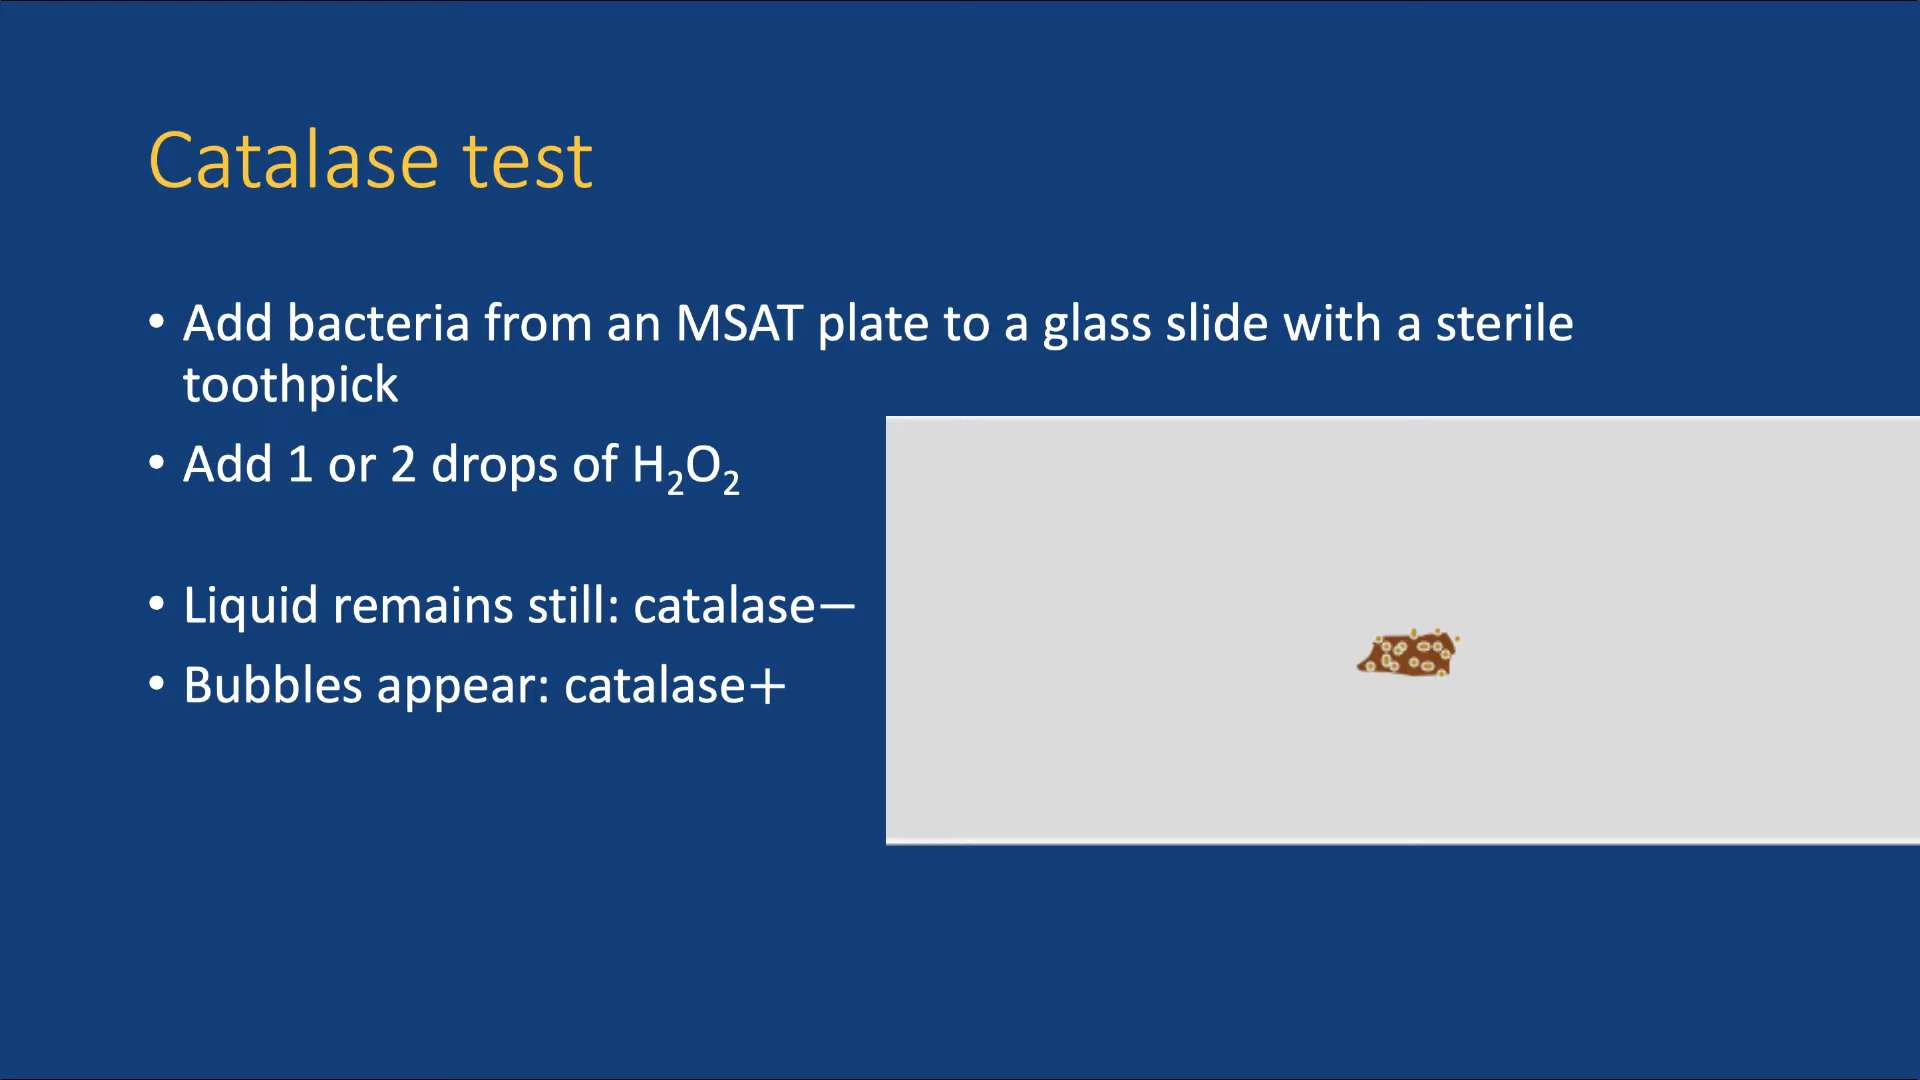 Catalase test
• Add bacteria from an MSAT plate to a glass slide with a sterile
toothpick
• Add 1 or 2 drops of H₂O₂
• Liquid remains still: catalase−
• Bubbles appear: catalase+